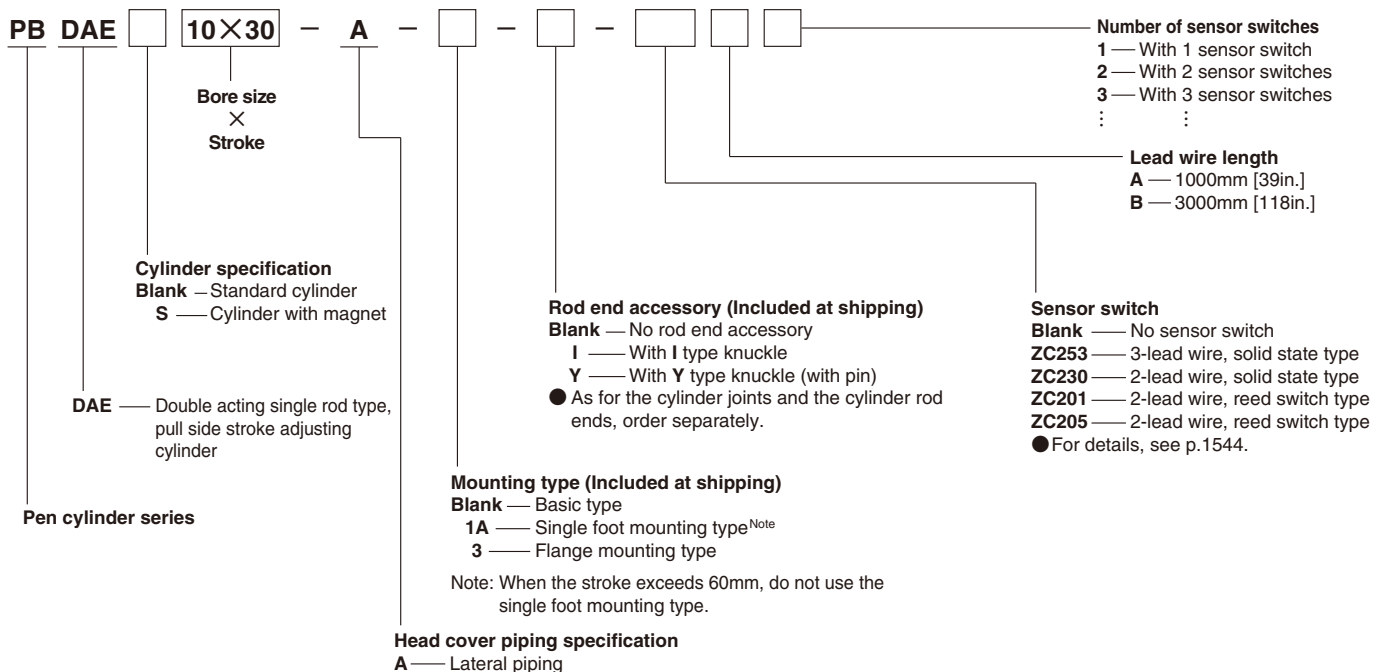 PB DAE 10×30 – A – – –
Bore size
×
Stroke
Number of sensor switches
1 — With 1 sensor switch
2 — With 2 sensor switches
3 — With 3 sensor switches
⋮ ⋮
Lead wire length
A — 1000mm [39in.]
B — 3000mm [118in.]
Cylinder specification
Blank — Standard cylinder
S — Cylinder with magnet
Rod end accessory (Included at shipping)
Blank — No rod end accessory
I — With I type knuckle
Y — With Y type knuckle (with pin)
● As for the cylinder joints and the cylinder rod
ends, order separately.
Sensor switch
Blank — No sensor switch
ZC253 — 3-lead wire, solid state type
ZC230 — 2-lead wire, solid state type
ZC201 — 2-lead wire, reed switch type
ZC205 — 2-lead wire, reed switch type
● For details, see p.1544.
DAE — Double acting single rod type,
pull side stroke adjusting
cylinder
Mounting type (Included at shipping)
Blank — Basic type
1A — Single foot mounting type Note
3 — Flange mounting type
Note: When the stroke exceeds 60mm, do not use the
single foot mounting type.
Pen cylinder series
Head cover piping specification
A — Lateral piping